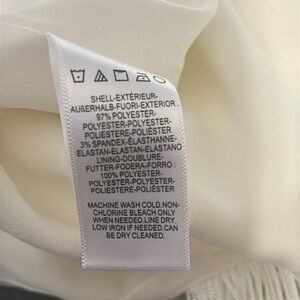 SHELL-EXTÉRIEUR-
AUßERHALB-FUORI-EXTERIOR:
97% POLYESTER-
POLYESTER-POLYESTER-
POLIESTERE-POLIÉSTER
3% SPANDEX-ÉLASTHANNE-
ELASTAN-ELASTAN-ELASTANO
LINING-DOUBLURE-
FUTTER-FODERA-FORRO:
100% POLYESTER-
POLYESTER-POLYESTER-
POLIESTERE-POLIÉSTER
MACHINE WASH COLD.NON-
CHLORINE BLEACH ONLY
WHEN NEEDED.LINE DRY.
LOW IRON IF NEEDED.CAN
BE DRY CLEANED.